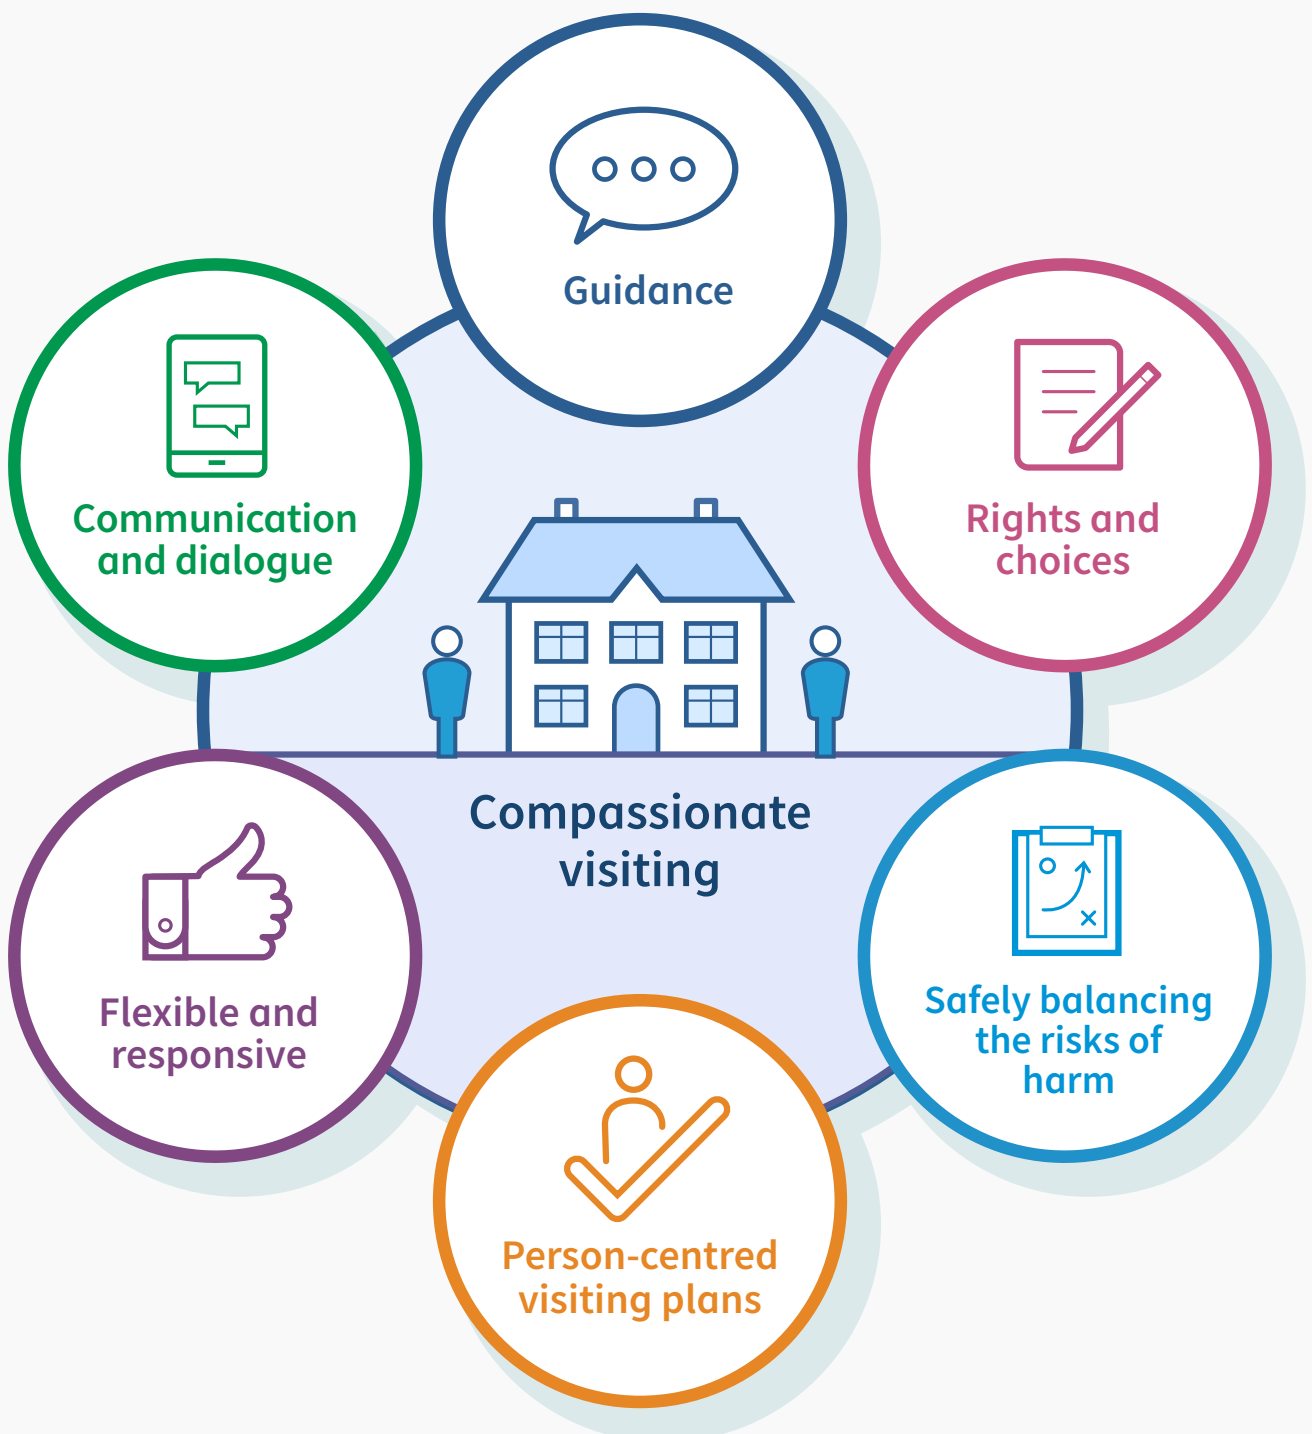 Guidance
Communication
and dialogue
Rights and
choices
Compassionate
visiting
Flexible and
responsive
Safely balancing
the risks of
harm
Person-centred
visiting plans